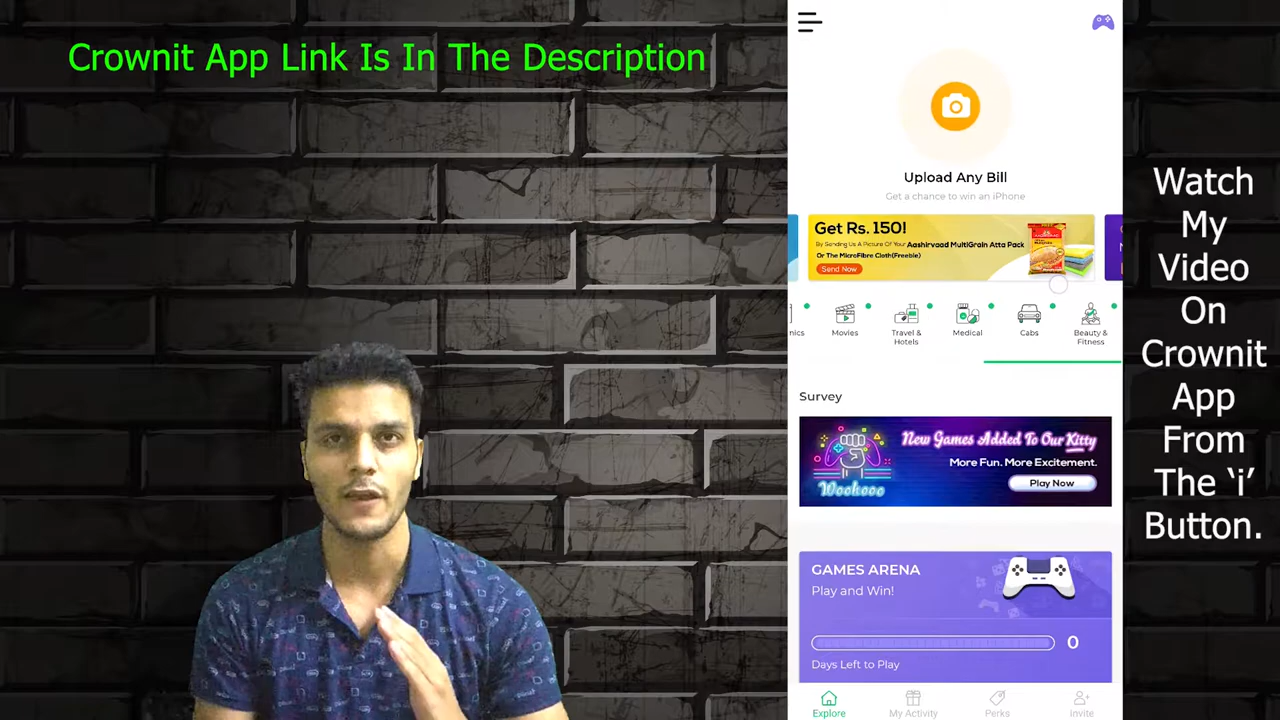 Crownit App Link Is In The Description
Upload Any Bill
Get a chance to win an iPhone
Get Rs. 150!
By Sending Us A Picture Of Your Aashirvaad MultiGrain Atta Pack
Or The MicroFibre Cloth(Freebie)
Send Now
nics
Movies
Travel &
Hotels
Medical
Cabs
Beauty &
Fitness
Survey
New Games Added To Our Kitty
More Fun. More Excitement.
Woohooo
Play Now
GAMES ARENA
Play and Win!
0
Days Left to Play
Explore
My Activity
Perks
Invite
Watch
My
Video
On
Crownit
App
From
The ‘i’
Button.